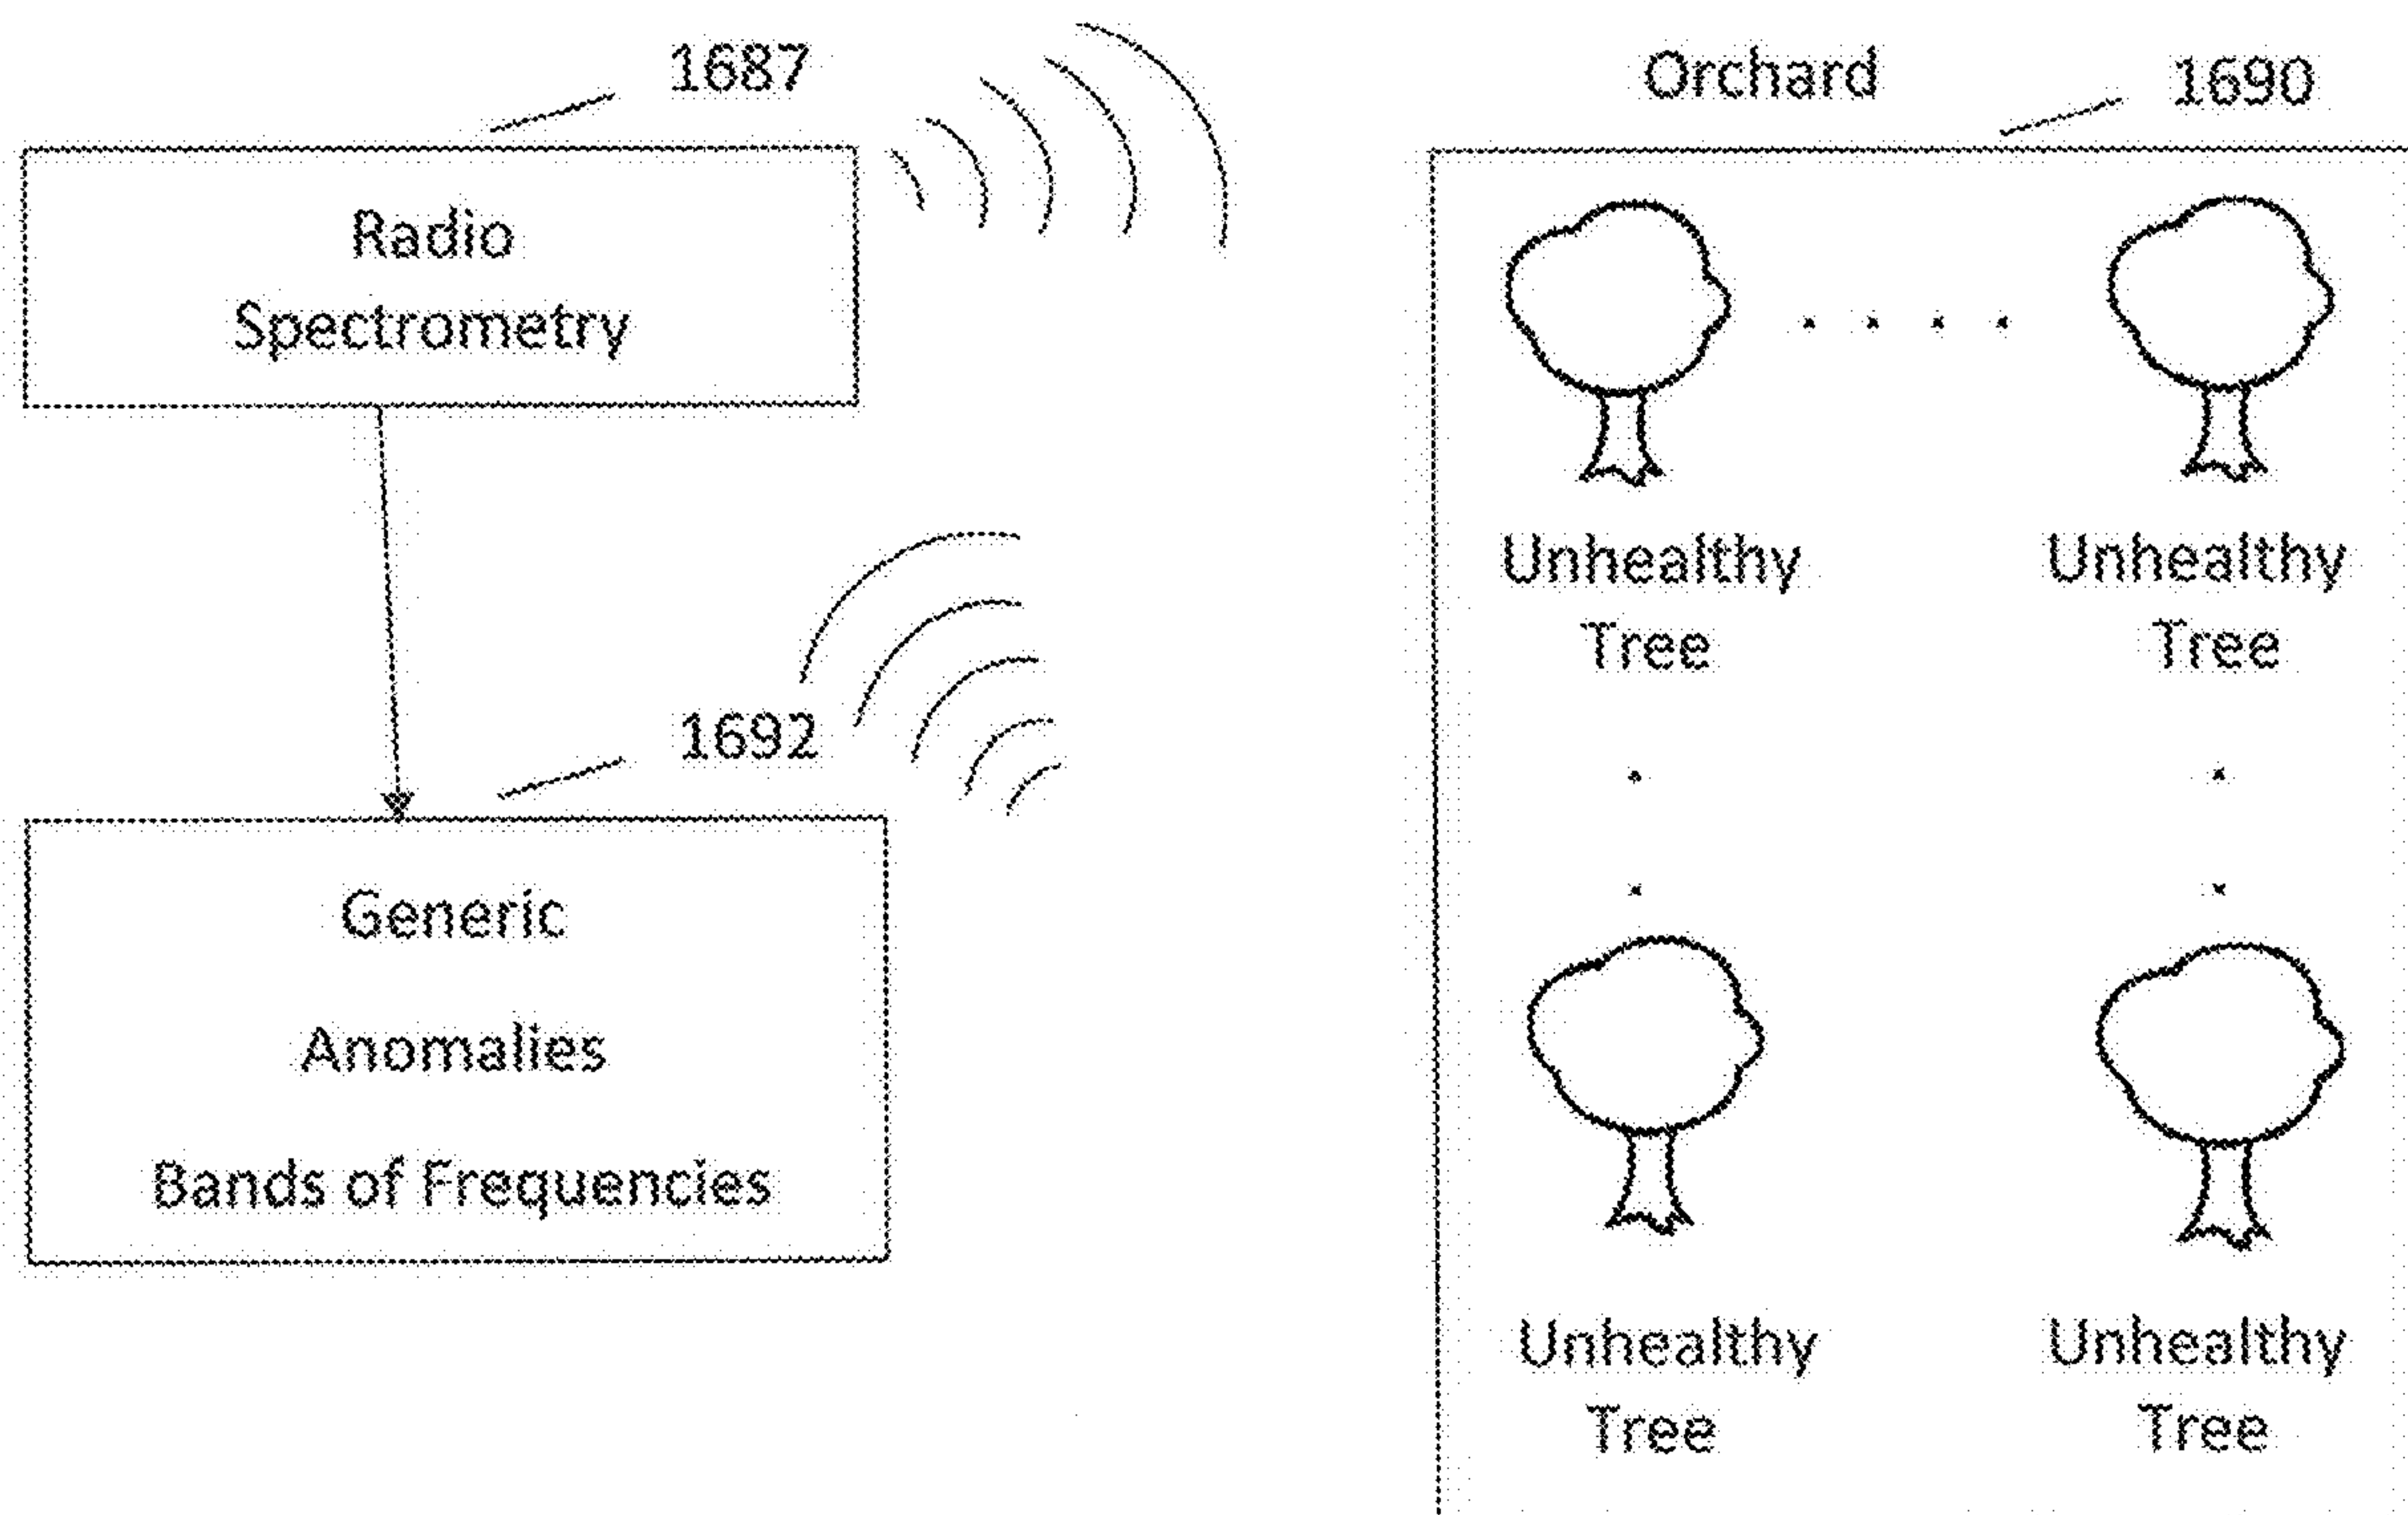 1687
Radio
Spectrometry
1692
Generic
Anomalies
Bands of Frequencies
Orchard
1690
Unhealthy
Tree
Unhealthy
Tree
Unhealthy
Tree
Unhealthy
Tree